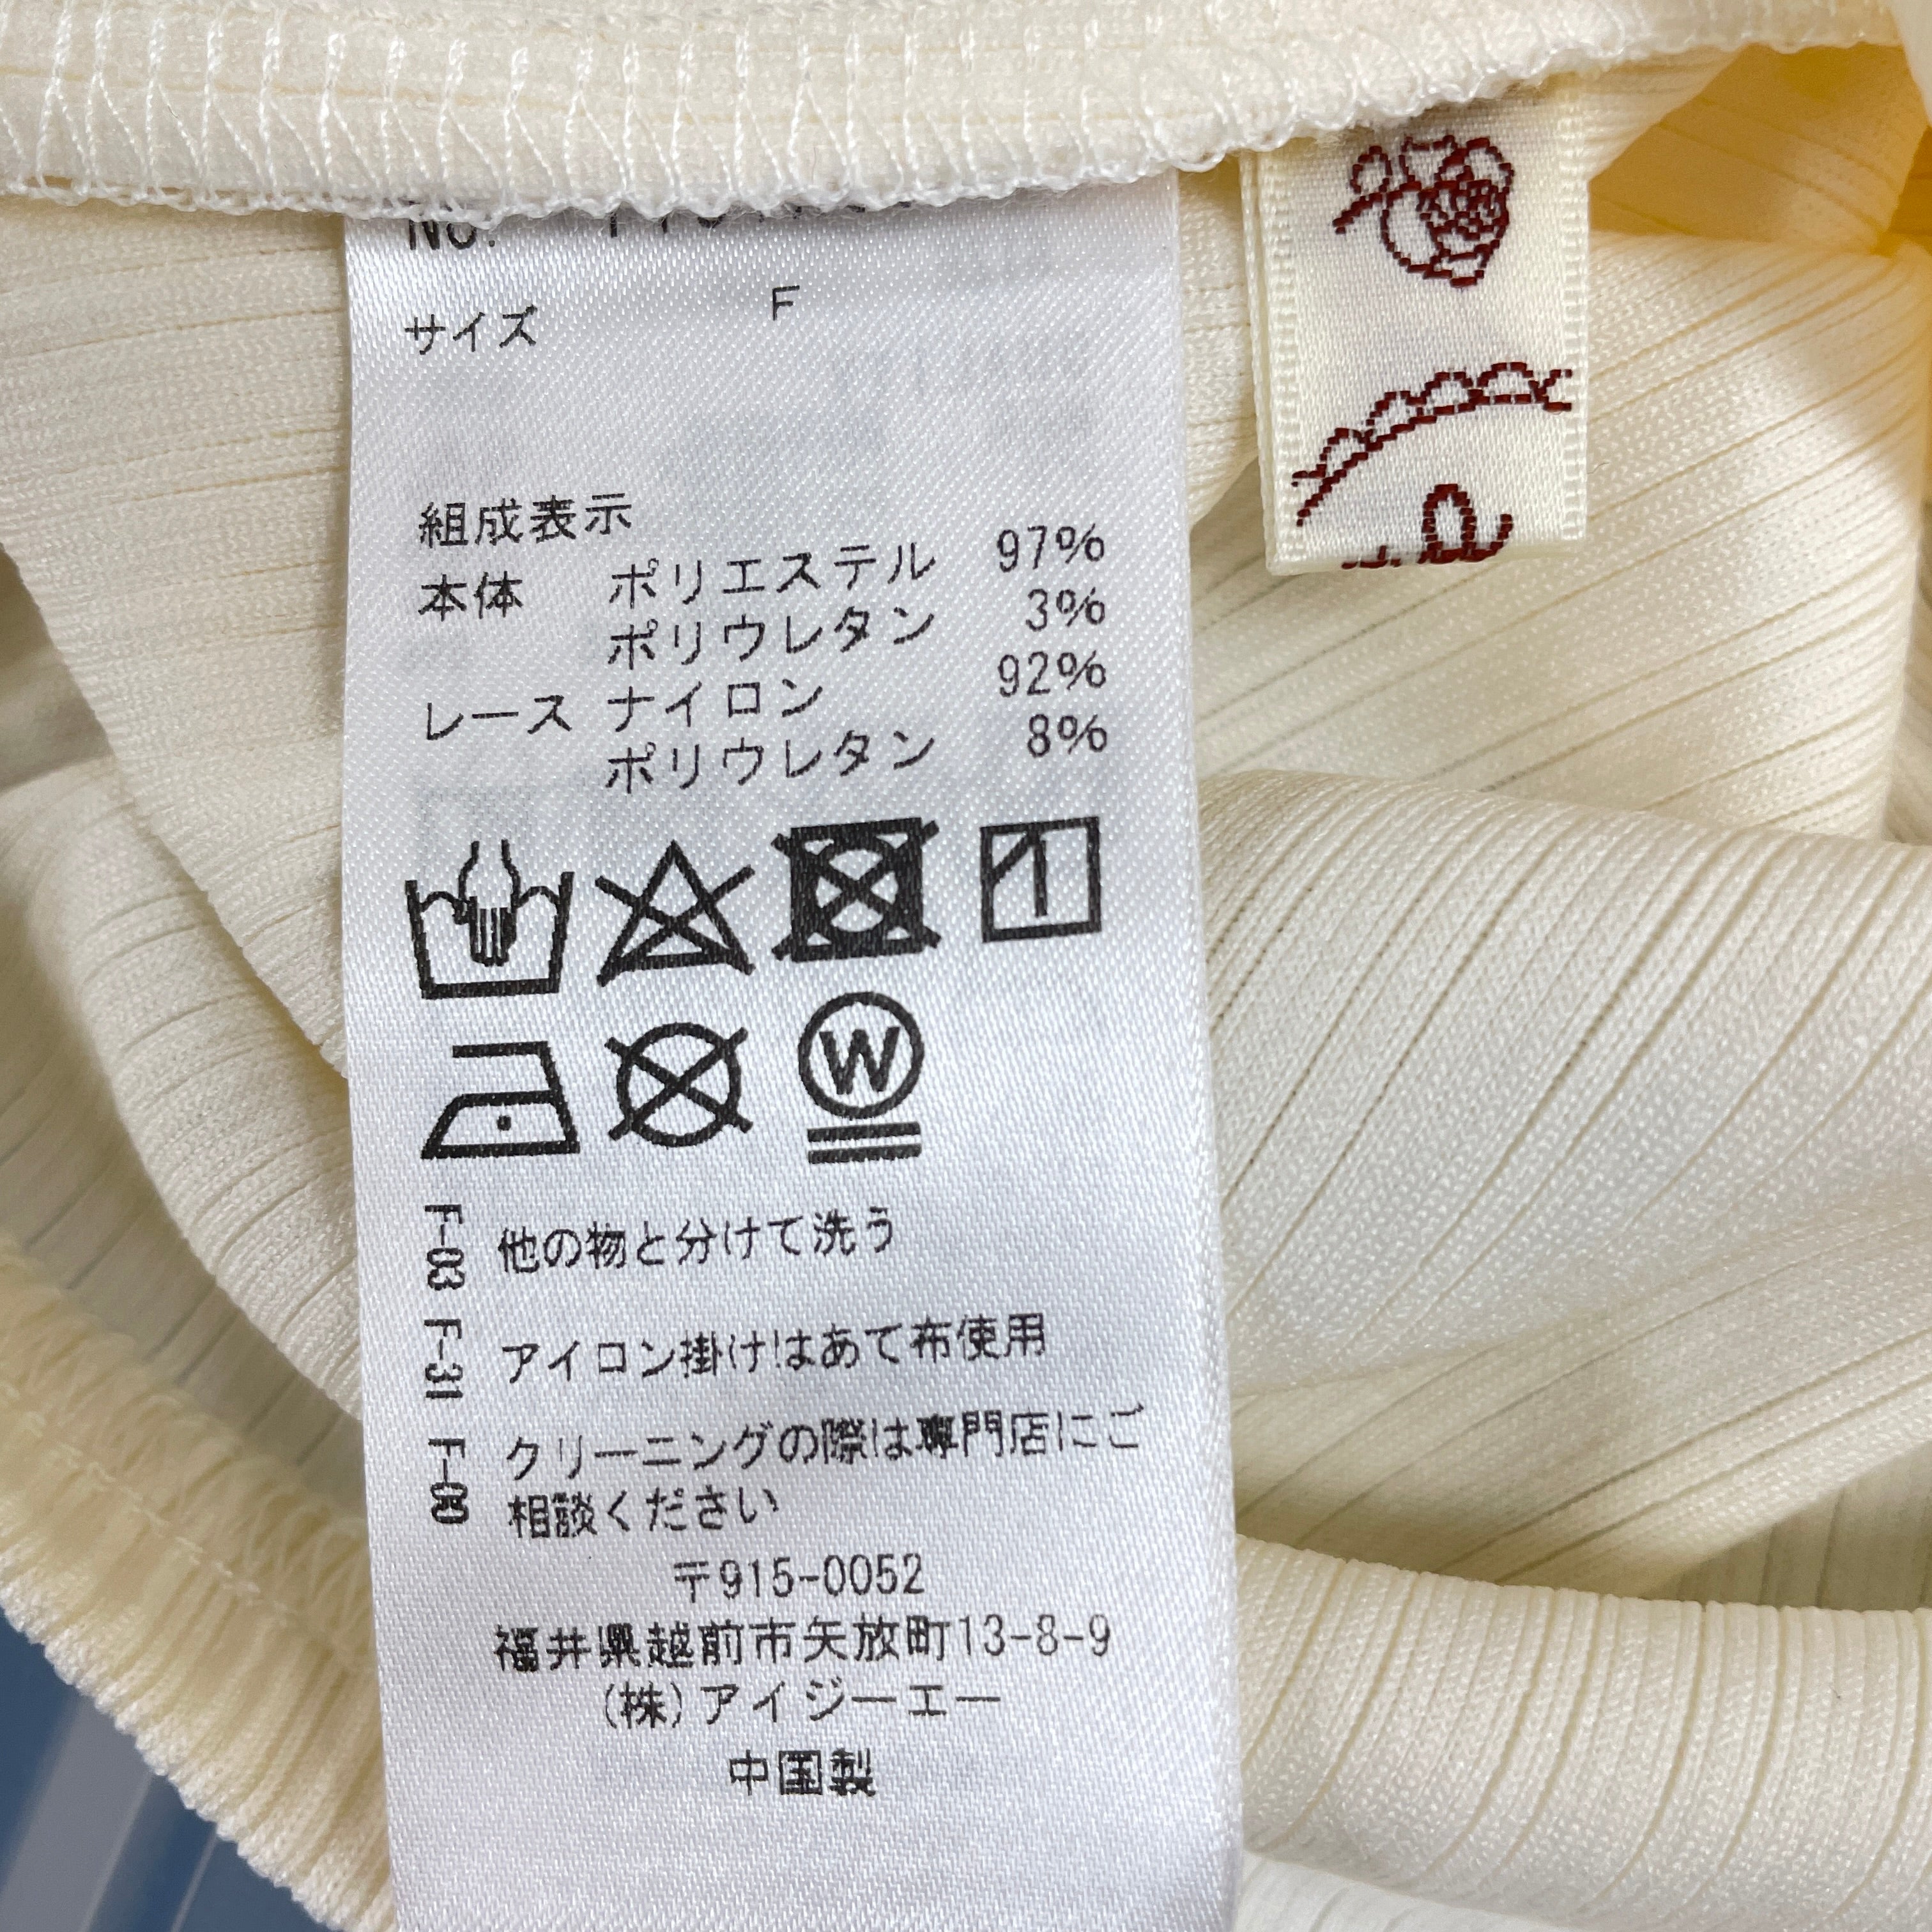 No.
サイズ F
組成表示
本体 ポリエステル 97%
ポリウレタン 3%
レース ナイロン 92%
ポリウレタン 8%
W
F-03 他の物と分けて洗う
F-31 アイロン掛けはあて布使用
F-00 クリーニングの際は専門店にご
相談ください
〒915-0052
福井県越前市矢放町13-8-9
(株)アイジーエー
中国製